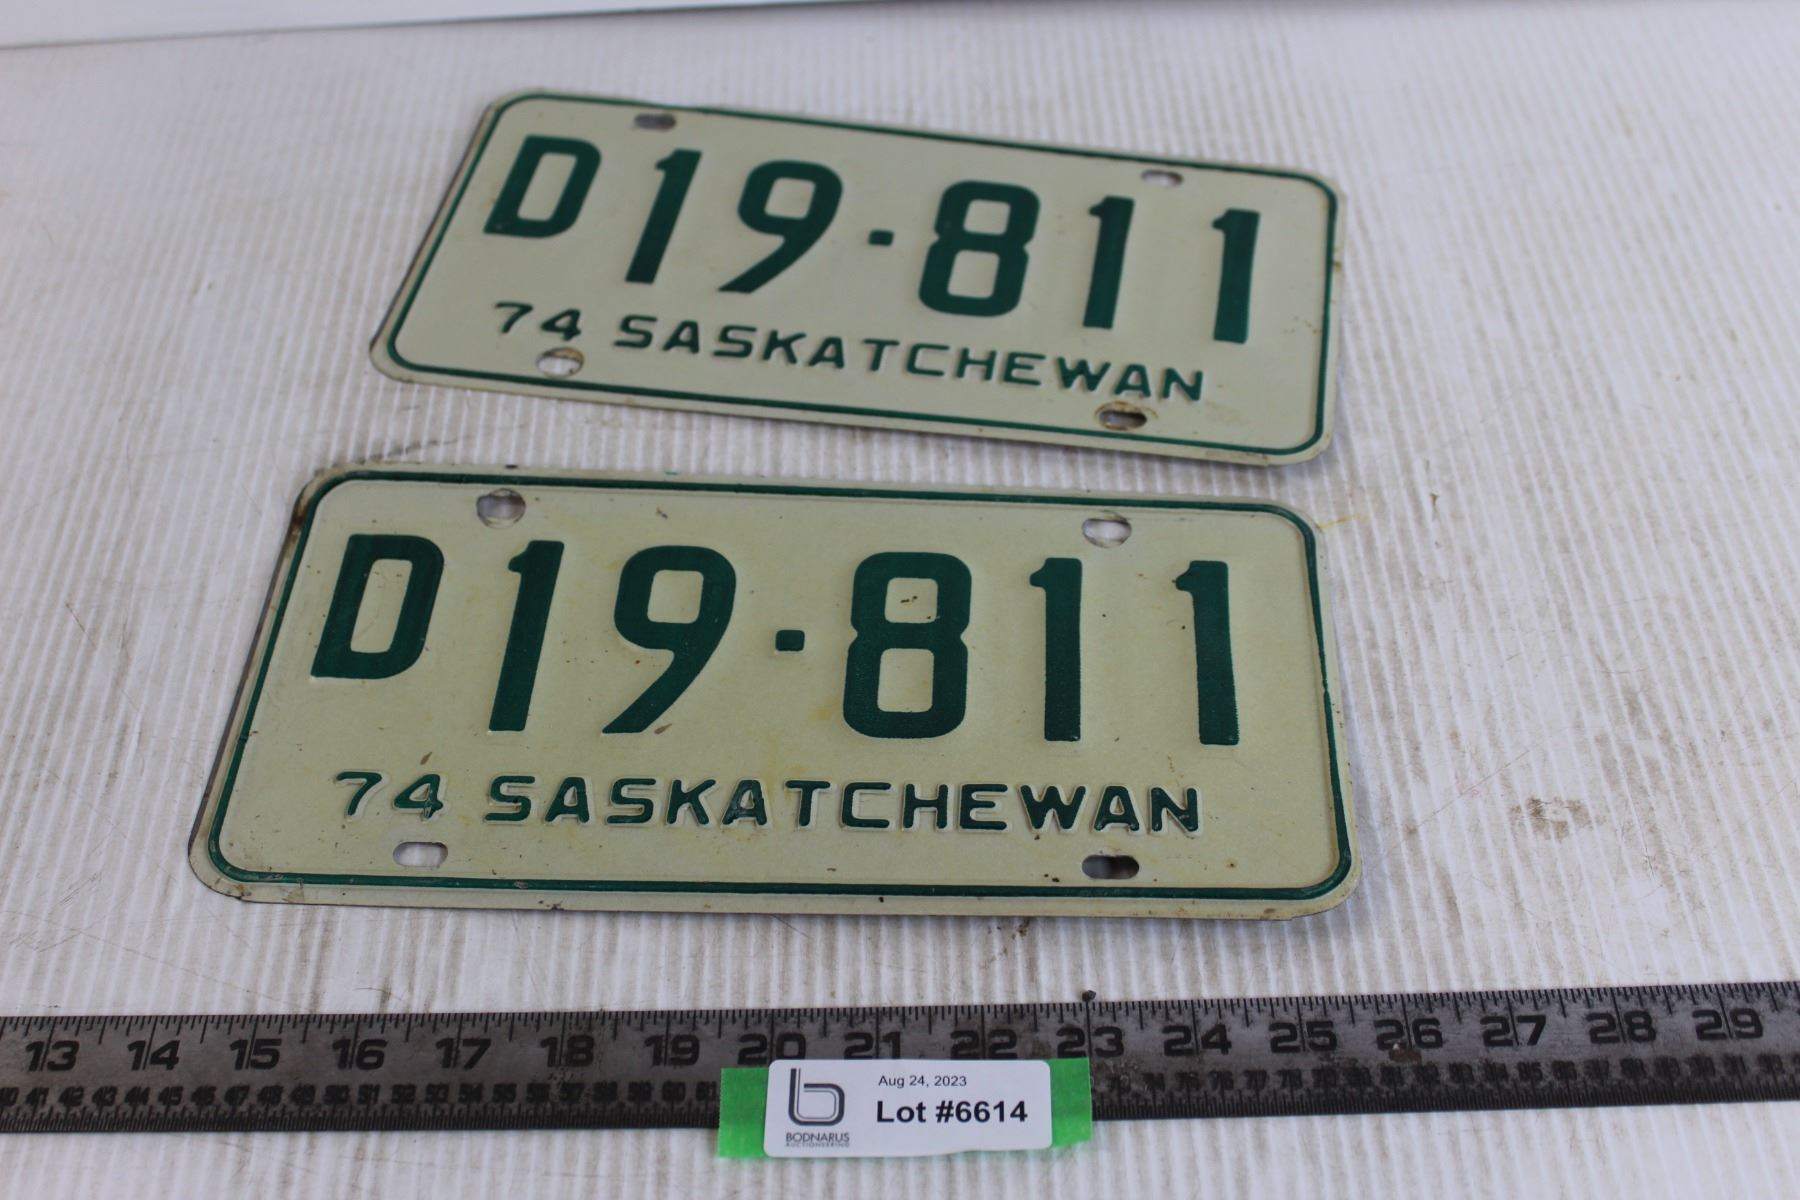 D19·811
74 SASKATCHEWAN
D19·811
74 SASKATCHEWAN
13 14 15 16 17 18 19 20 21 22 23 24 25 26 27 28 29
Aug 24, 2023
Lot #6614
BODNARUS
AUCTIONEERING